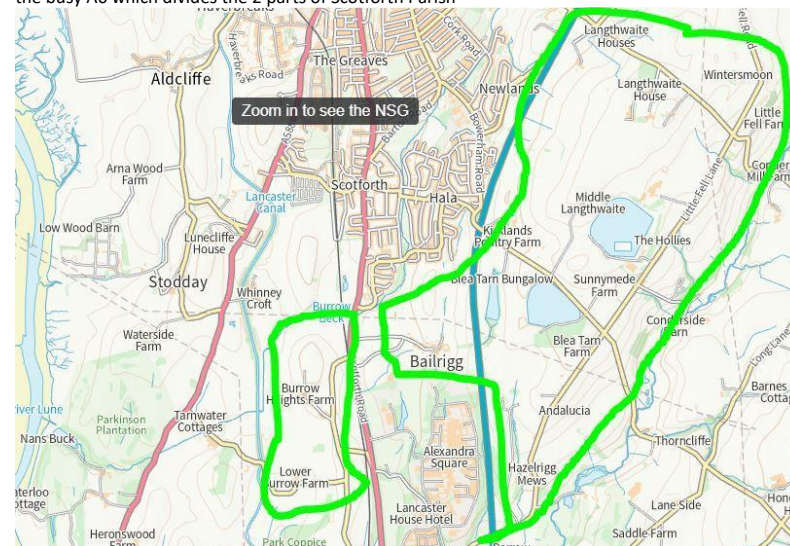 the busy A6 which divides the 2 parts of Scotforth Parish
Langthwaite
Houses
The Greaves
Cork Road
Fell Road
Aldcliffe
Wintersmoon
Newlands
Langthwaite
House
Zoom in to see the NSG
A588
Bowerham Road
Little
Fell Farm
Arna Wood
Farm
Scotforth
Hala
Lancaster
Canal
Middle
Langthwaite
Little Fell Lane
Low Wood Barn
Lunecliffe
House
Poultry Farm
The Hollies
Stodday
Whinney
Croft
Blea Tarn Bungalow
Sunnymede
Farm
Burrow
Beck
Waterside
Farm
Blea Tarn
Farm
Long Lane
Bailrigg
Burrow
Heights Farm
Barnes
River Lune
Parkinson
Plantation
Tarnwater
Cottages
Andalucia
Nans Buck
Thorncliffe
Alexandra
Square
Lower
Burrow Farm
Hazelrigg
Mews
Lancaster
House Hotel
Lane Side
Heronswood
Farm
Park Coppice
Saddle Farm